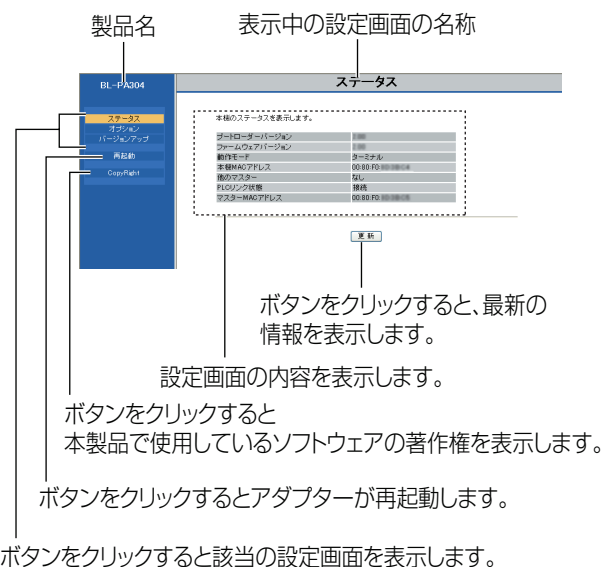 製品名
表示中の設定画面の名称
BL-PA304
ステータス
ステータス
オプション
バージョンアップ
再起動
CopyRight
本機のステータスを表示します。
ブートローダーバージョン
ファームウェアバージョン
動作モード ターミナル
本機MACアドレス 00:80:F0:
他のマスター なし
PLCリンク状態 接続
マスターMACアドレス 00:80:F0:
更新
ボタンをクリックすると、最新の
情報を表示します。
設定画面の内容を表示します。
ボタンをクリックすると
本製品で使用しているソフトウェアの著作権を表示します。
ボタンをクリックするとアダプターが再起動します。
ボタンをクリックすると該当の設定画面を表示します。